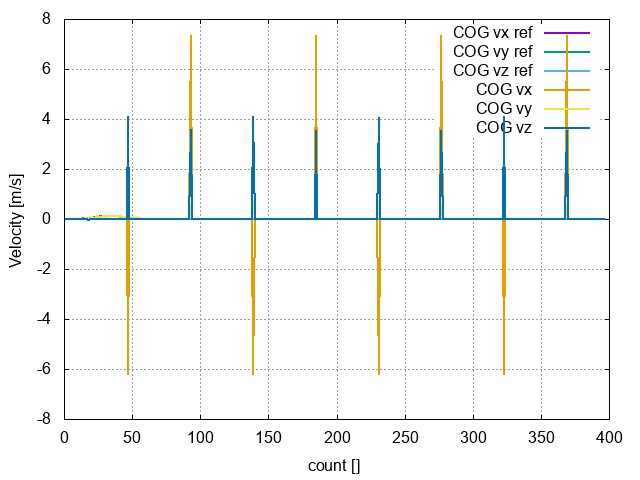 8
6
4
2
0
-2
-4
-6
-8
Velocity [m/s]
COG vx ref
COG vy ref
COG vz ref
COG vx
COG vy
COG vz
0 50 100 150 200 250 300 350 400
count []